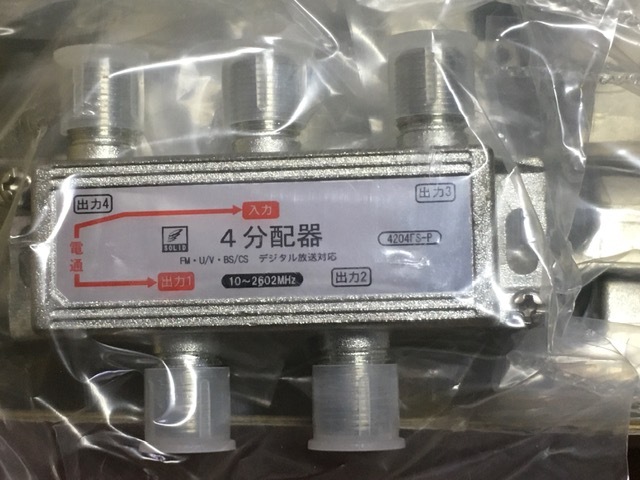 出力4
入力
出力3
電通
SOLID
4分配器
4204FS-P
FM・U/V・BS/CS デジタル放送対応
出力1
10～2602MHz
出力2